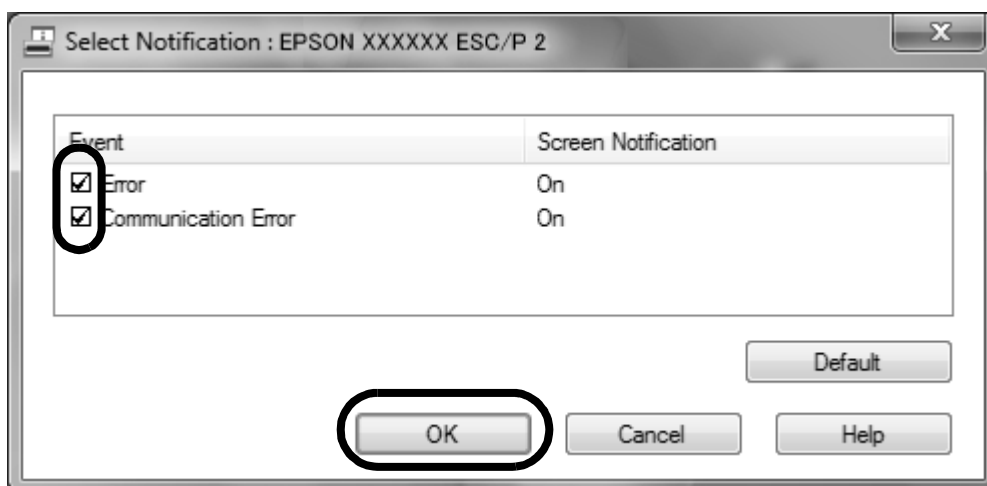 Select Notification : EPSON XXXXXX ESC/P 2
X
Event Screen Notification
Error On
Communication Error On
Default
OK Cancel Help